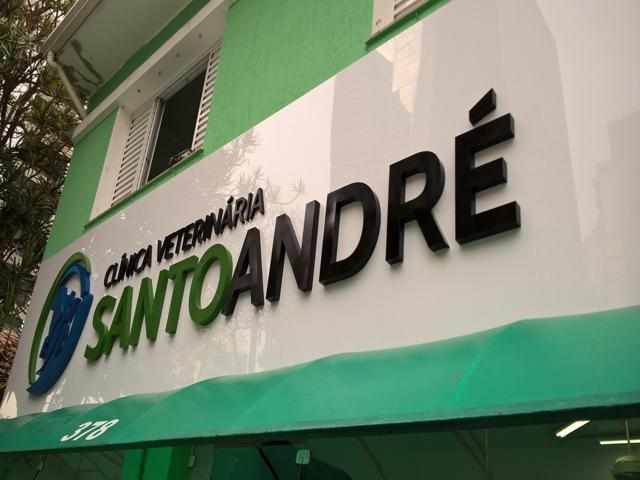 CLÍNICA VETERINÁRIA
SANTOANDRÉ
378